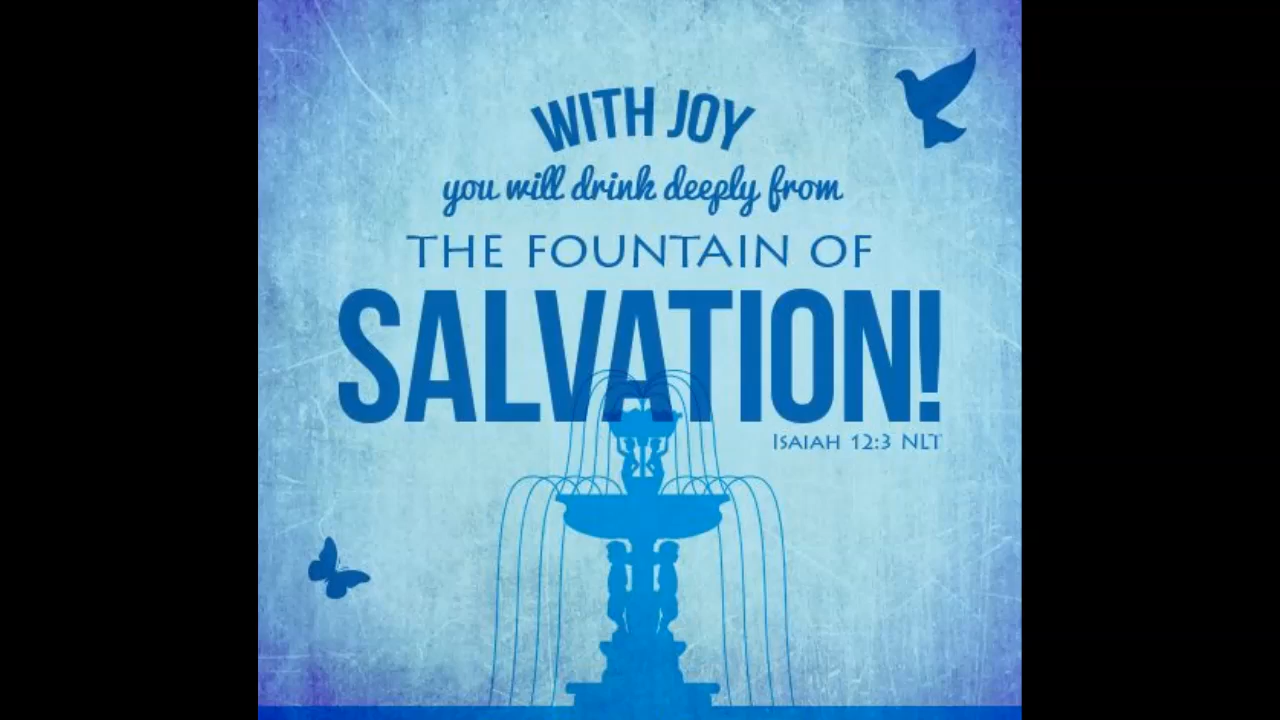 WITH JOY
you will drink deeply from
THE FOUNTAIN OF
SALVATION!
ISAIAH 12:3 NLT